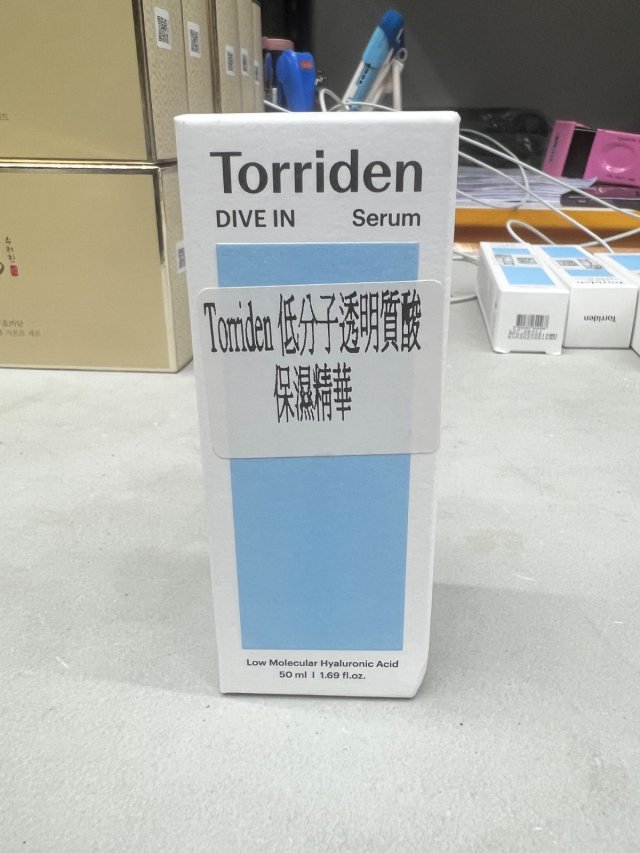 Torriden
DIVE IN Serum
Torriden 低分子透明質酸
保濕精華
Low Molecular Hyaluronic Acid
50 ml | 1.69 fl.oz.
Torriden